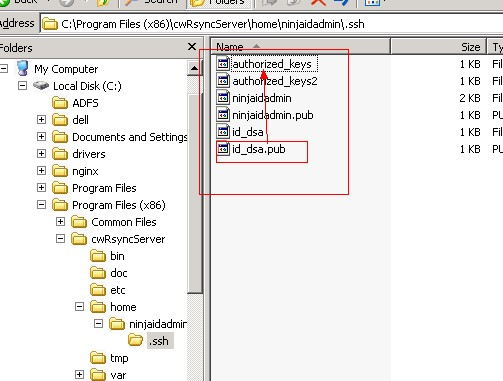 Back Search Folders
Address C:\Program Files (x86)\cwRsyncServer\home\ninjaidadmin\.ssh
Folders
Name Size Ty
My Computer
Local Disk (C:)
ADFS
dell
Documents and Settings
drivers
nginx
Program Files
Program Files (x86)
Common Files
cwRsyncServer
bin
doc
etc
home
ninjaidadmin
.ssh
tmp
var
authorized_keys 1 KB Fil
authorized_keys2 1 KB Fil
ninjaidadmin 2 KB Fil
ninjaidadmin.pub 1 KB PU
id_dsa 1 KB Fil
id_dsa.pub 1 KB PU